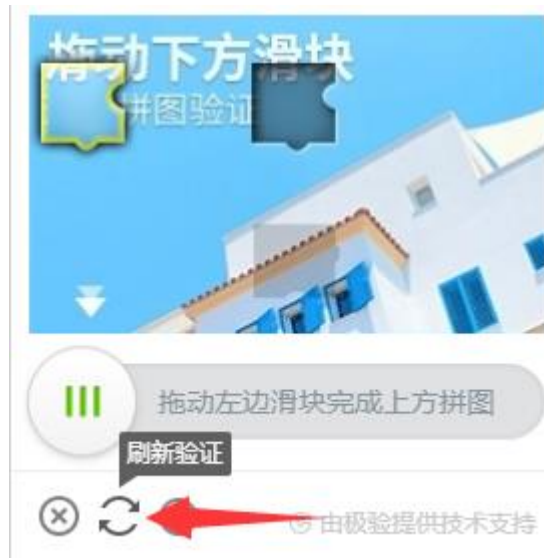 拖动下方滑块
拼图验证
拖动左边滑块完成上方拼图
刷新验证
由极验提供技术支持